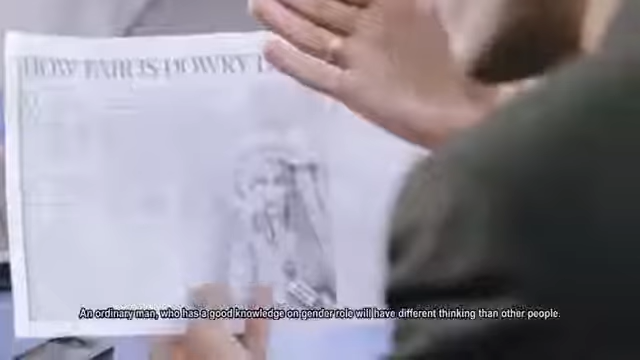 HOW FAIR IS DOWRY
An ordinary man, who has a good knowledge on gender role will have different thinking than other people.